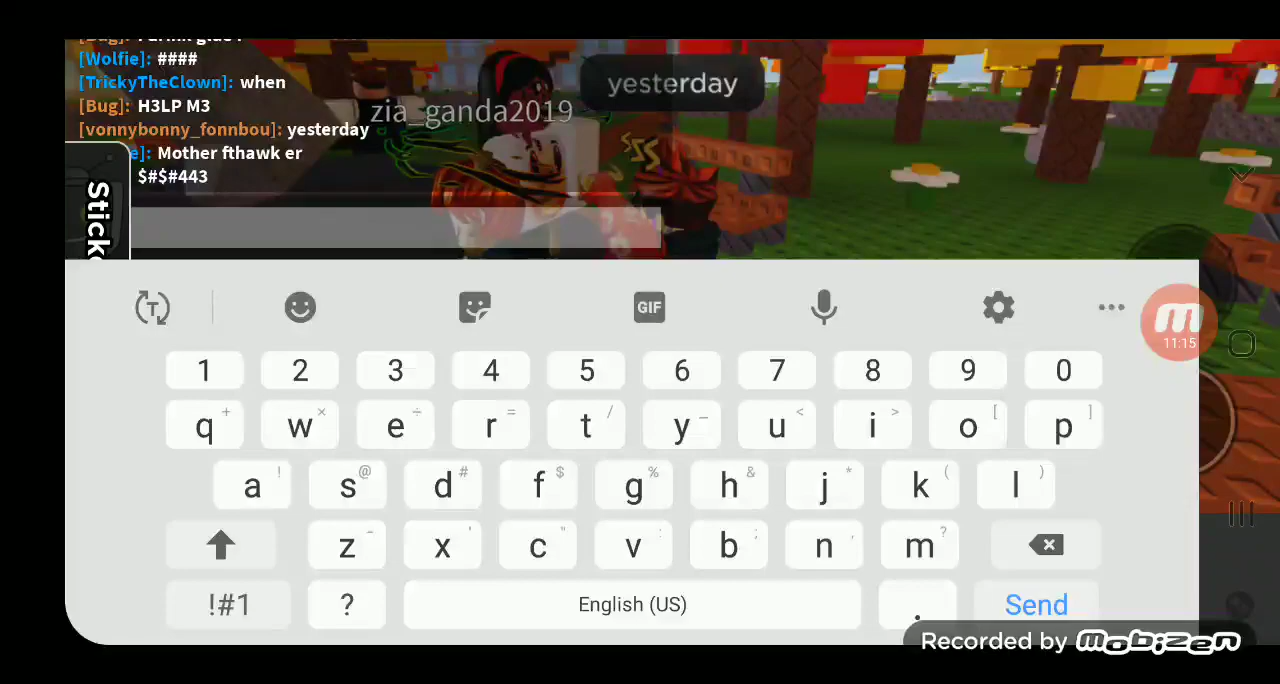 [Wolfie]: ####
[TrickyTheClown]: when
[Bug]: H3LP M3
[vonnybonny_fonnbou]: yesterday
e]: Mother fthawk er
$#$#443
yesterday
zia_ganda2019
Stick
GIF
11:15
1 2 3 4 5 6 7 8 9 0
q + w × e ÷ r = t / y _ u < i > o [ p ]
a ! s @ d # f $ g % h & j * k ( l )
z - x ' c " v : b ; n , m ?
!#1 ? English (US) . Send
Recorded by mobizen